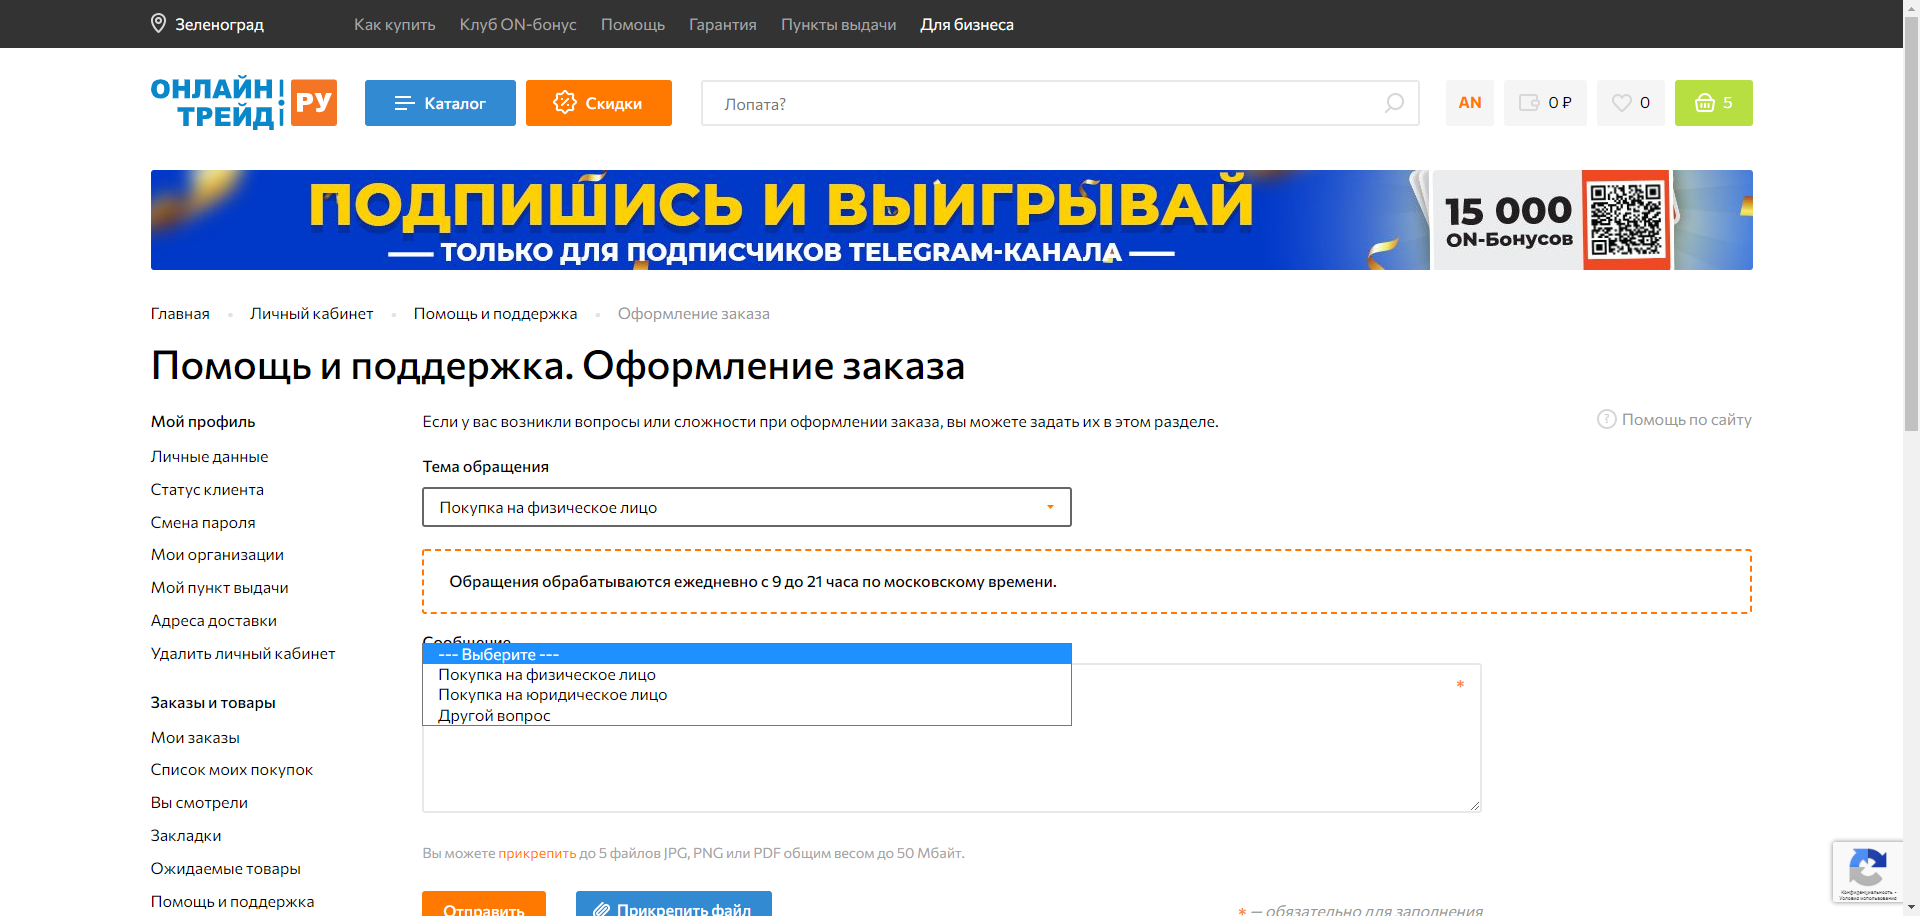 Зеленоград
Как купить
Клуб ON-бонус
Помощь
Гарантия
Пункты выдачи
Для бизнеса
ОНЛАЙН ТРЕЙД РУ
Каталог
Скидки
Лопата?
AN
0 ₽
0
5
ПОДПИШИСЬ И ВЫИГРЫВАЙ
ТОЛЬКО ДЛЯ ПОДПИСЧИКОВ TELEGRAM-КАНАЛА
15 000
ON-Бонусов
Главная
Личный кабинет
Помощь и поддержка
Оформление заказа
Помощь и поддержка. Оформление заказа
Мой профиль
Личные данные
Статус клиента
Смена пароля
Мои организации
Мой пункт выдачи
Адреса доставки
Удалить личный кабинет
Заказы и товары
Мои заказы
Список моих покупок
Вы смотрели
Закладки
Ожидаемые товары
Помощь и поддержка
Если у вас возникли вопросы или сложности при оформлении заказа, вы можете задать их в этом разделе.
Помощь по сайту
Тема обращения
Покупка на физическое лицо
Обращения обрабатываются ежедневно с 9 до 21 часа по московскому времени.
Сообщение
--- Выберите ---
Покупка на физическое лицо
Покупка на юридическое лицо
Другой вопрос
*
Вы можете прикрепить до 5 файлов JPG, PNG или PDF общим весом до 50 Мбайт.
Отправить
Прикрепить файл
* — обязательно для заполнения
Конфиденциальность -
Условия использования